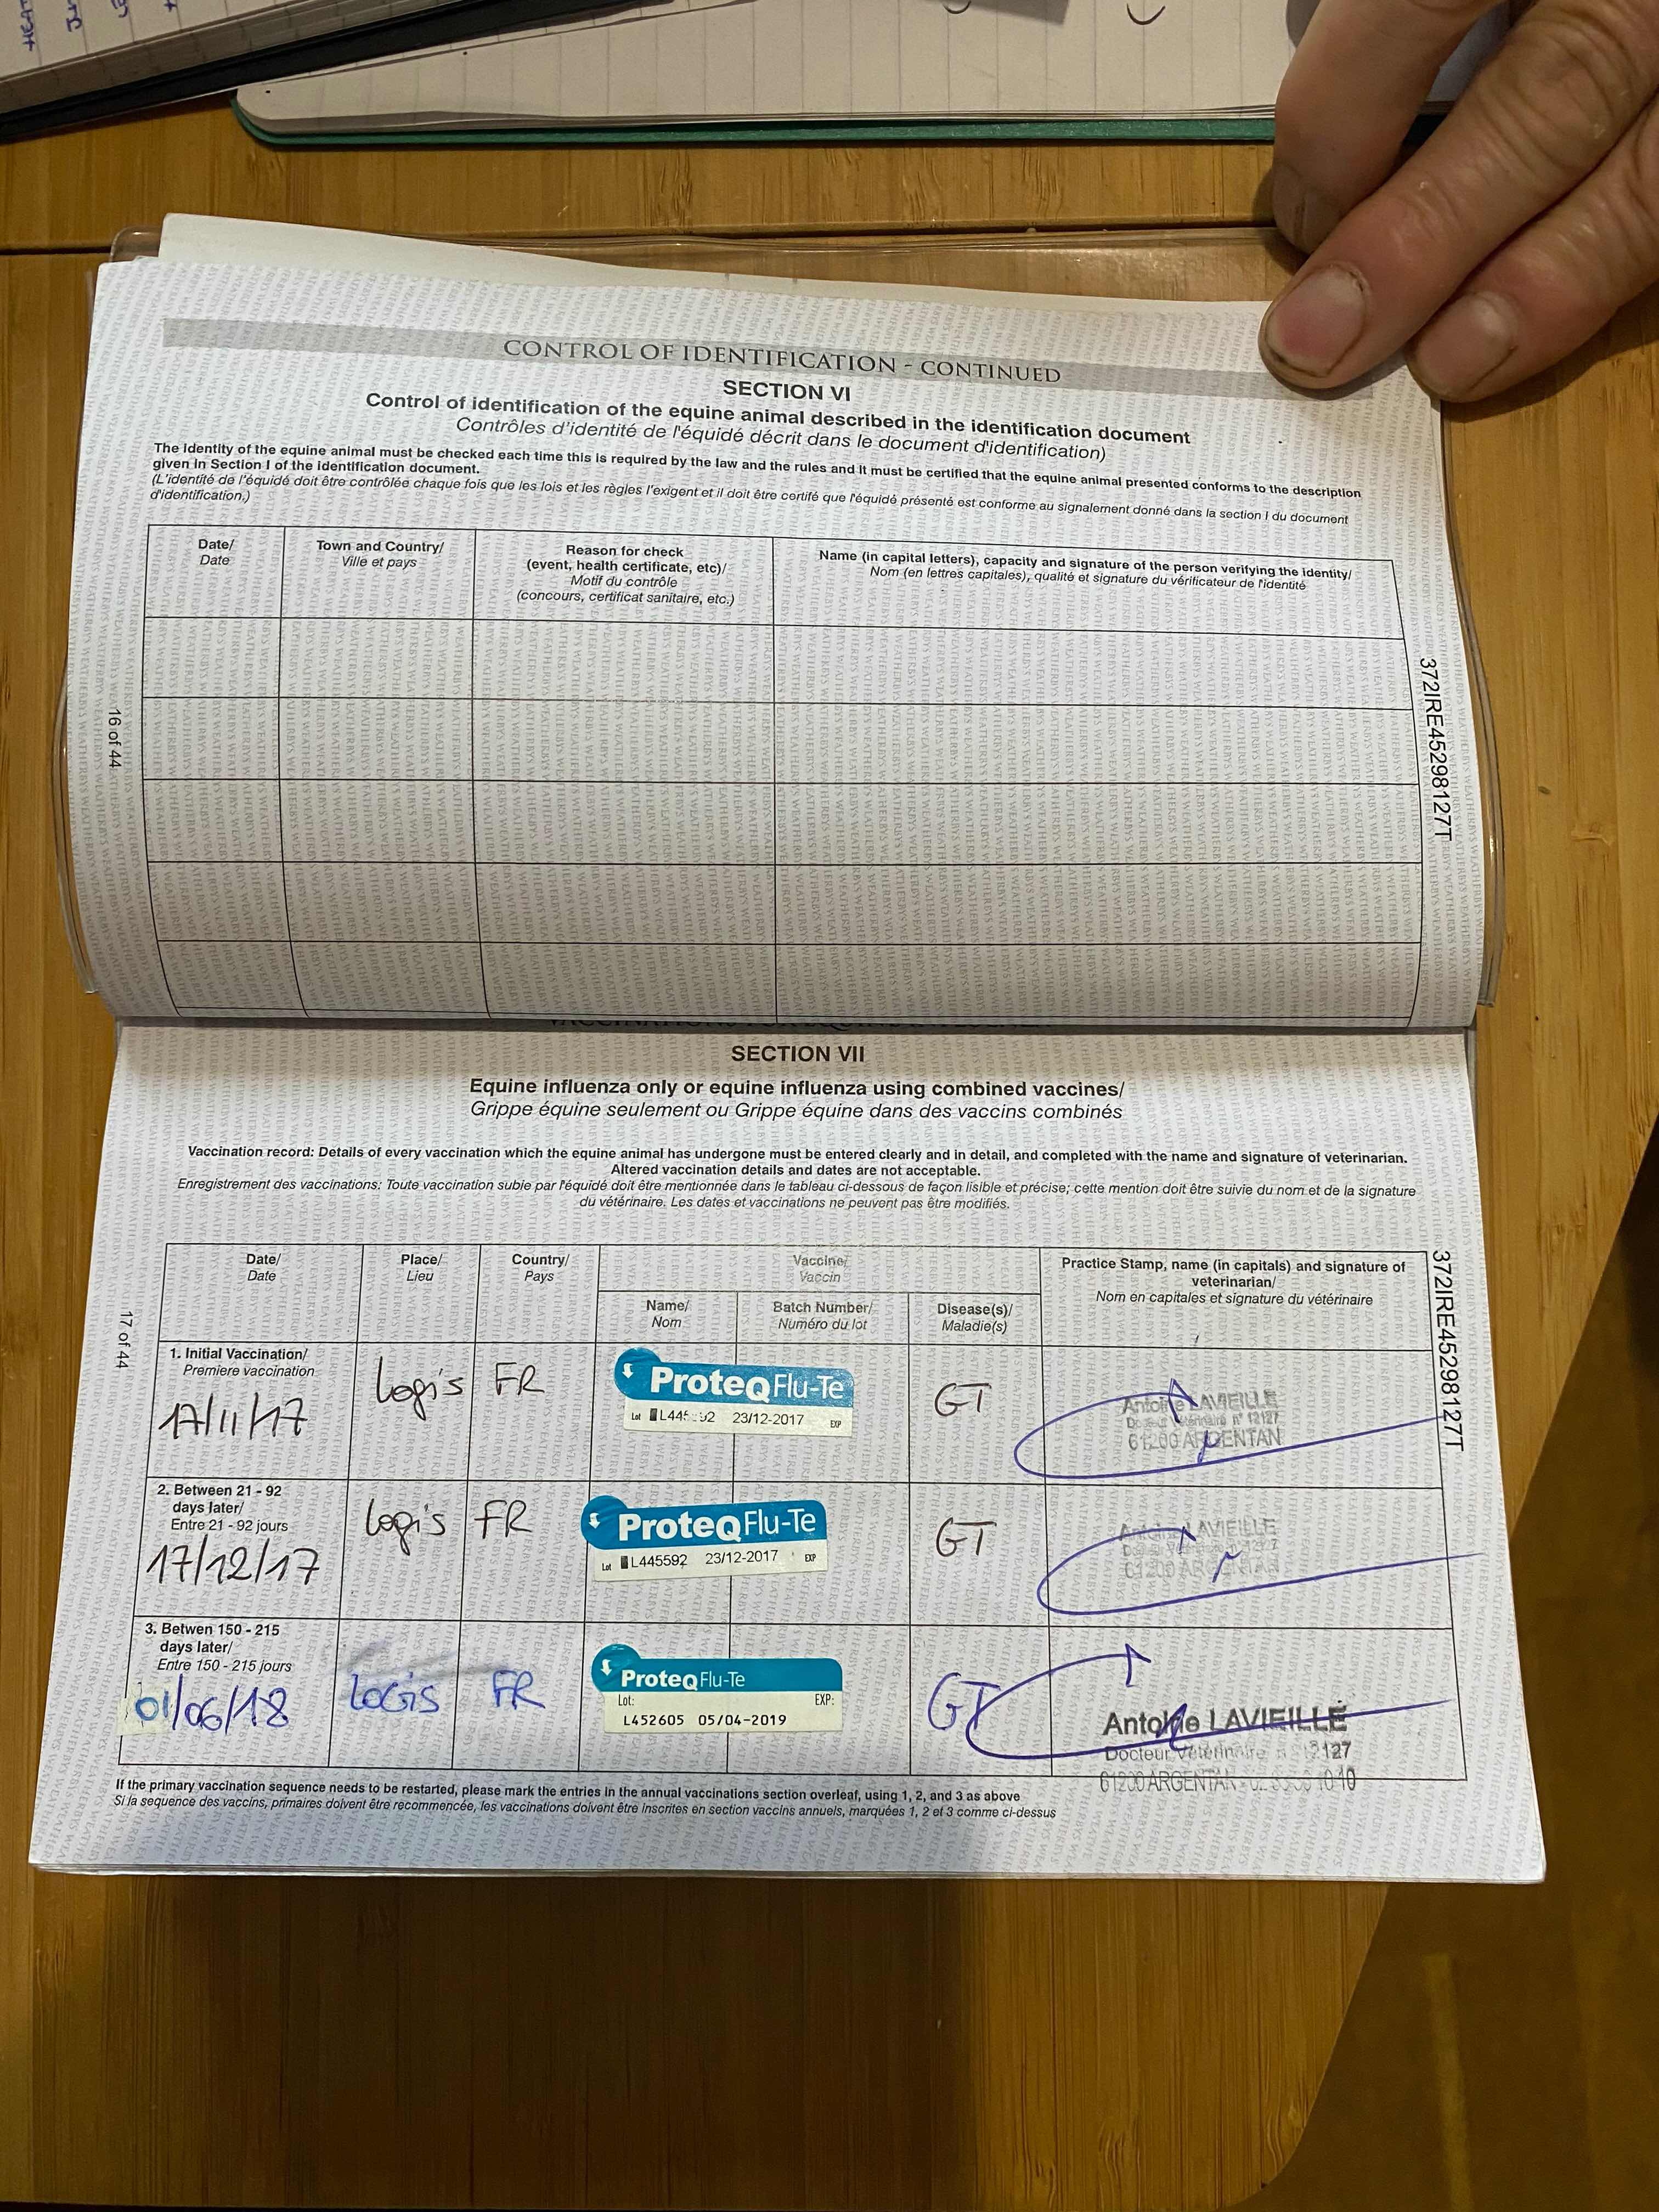 CONTROL OF IDENTIFICATION - CONTINUED
SECTION VI
Control of identification of the equine animal described in the identification document
Contrôles d'identité de l'équidé décrit dans le document d'identification)
The identity of the equine animal must be checked each time this is required by the law and the rules and it must be certified that the equine animal presented conforms to the description
given in Section I of the identification document.
(L'identité de l'équidé doit être contrôlée chaque fois que les lois et les règles l'exigent et il doit être certifé que l'équidé présenté est conforme au signalement donné dans la section I du document
d'identification.)
Date/
Date
Town and Country/
Ville et pays
Reason for check
(event, health certificate, etc)/
Motif du contrôle
(concours, certificat sanitaire, etc.)
Name (in capital letters), capacity and signature of the person verifying the identity/
Nom (en lettres capitales), qualité et signature du vérificateur de l'identité
16 of 44
372IRE45298127T
SECTION VII
Equine influenza only or equine influenza using combined vaccines/
Grippe équine seulement ou Grippe équine dans des vaccins combinés
Vaccination record: Details of every vaccination which the equine animal has undergone must be entered clearly and in detail, and completed with the name and signature of veterinarian.
Altered vaccination details and dates are not acceptable.
Enregistrement des vaccinations: Toute vaccination subie par l'équidé doit être mentionnée dans le tableau ci-dessous de façon lisible et précise; cette mention doit être suivie du nom et de la signature
du vétérinaire. Les dates et vaccinations ne peuvent pas être modifiés.
Date/
Date
Place/
Lieu
Country/
Pays
Vaccine/
Vaccin
Name/
Nom
Batch Number/
Numéro du lot
Disease(s)/
Maladie(s)
Practice Stamp, name (in capitals) and signature of
veterinarian/
Nom en capitales et signature du vétérinaire
17 of 44
372IRE45298127T
1. Initial Vaccination/
Premiere vaccination
17/11/17
Logis
FR
ProteqFlu-Te
Lot 23/12-2017 EXP
GT
Antoine LAVIEILLE
Docteur Vétérinaire n° 12127
61200 ARGENTAN
2. Between 21 - 92
days later/
Entre 21 - 92 jours
17/12/17
Logis
FR
ProteqFlu-Te
Lot L445592 23/12-2017 EXP
GT
LAVIEILLE
61200
3. Betwen 150 - 215
days later/
Entre 150 - 215 jours
01/06/18
LOGIS
FR
ProteqFlu-Te
Lot: EXP:
L452605 05/04-2019
GT
Antoine LAVIEILLE
Docteur Vétérinaire n° 12127
61200 ARGENTAN
If the primary vaccination sequence needs to be restarted, please mark the entries in the annual vaccinations section overleaf, using 1, 2, and 3 as above
Si la sequence des vaccins, primaires doivent être recommencée, les vaccinations doivent être inscrites en section vaccins annuels, marquées 1, 2 et 3 comme ci-dessus